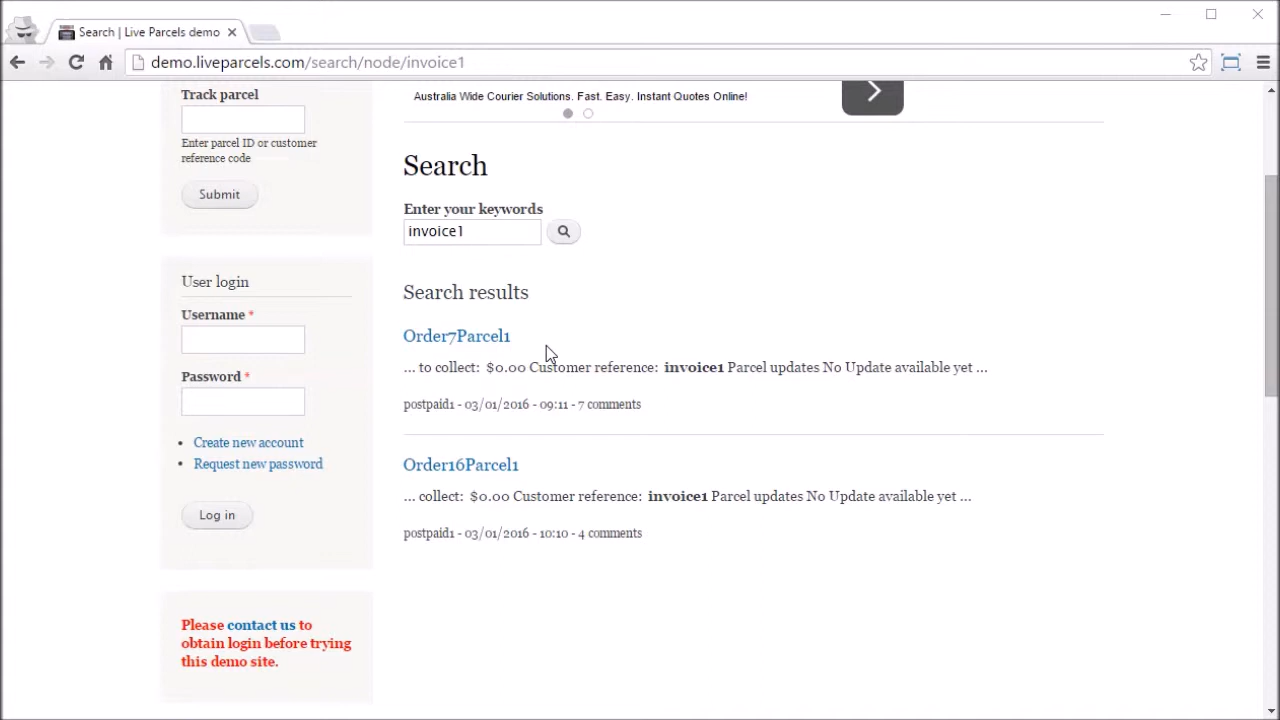 Search | Live Parcels demo
demo.liveparcels.com/search/node/invoice1
Track parcel
Enter parcel ID or customer
reference code
Submit
User login
Username *
Password *
Create new account
Request new password
Log in
Please contact us to
obtain login before trying
this demo site.
Australia Wide Courier Solutions. Fast. Easy. Instant Quotes Online!
Search
Enter your keywords
invoice1
Search results
Order7Parcel1
... to collect: $0.00 Customer reference: invoice1 Parcel updates No Update available yet ...
postpaid1 - 03/01/2016 - 09:11 - 7 comments
Order16Parcel1
... collect: $0.00 Customer reference: invoice1 Parcel updates No Update available yet ...
postpaid1 - 03/01/2016 - 10:10 - 4 comments